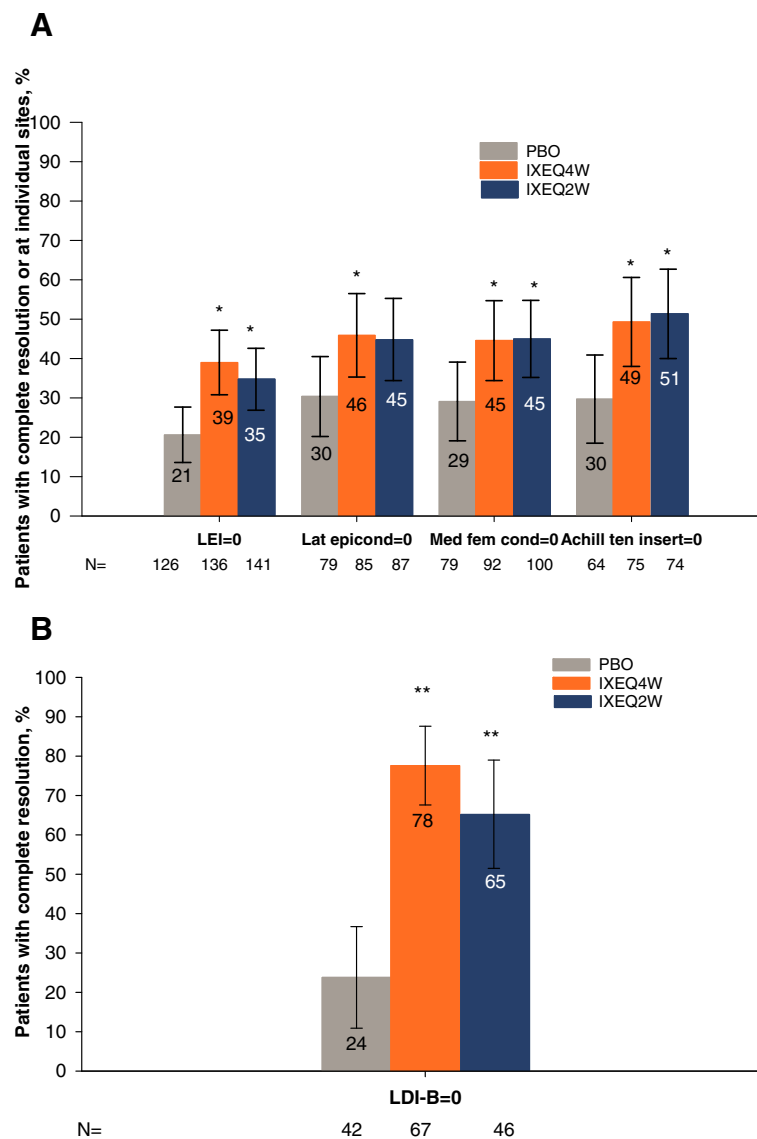 A
Patients with complete resolution or at individual sites, %
100
90
80
70
60
50
40
30
20
10
0
PBO
IXEQ4W
IXEQ2W
* * * * * * *
21 39 35 30 46 45 29 45 45 30 49 51
LEI=0 Lat epicond=0 Med fem cond=0 Achill ten insert=0
N= 126 136 141 79 85 87 79 92 100 64 75 74
B
Patients with complete resolution, %
100
90
80
70
60
50
40
30
20
10
0
PBO
IXEQ4W
IXEQ2W
** **
24 78 65
LDI-B=0
N= 42 67 46